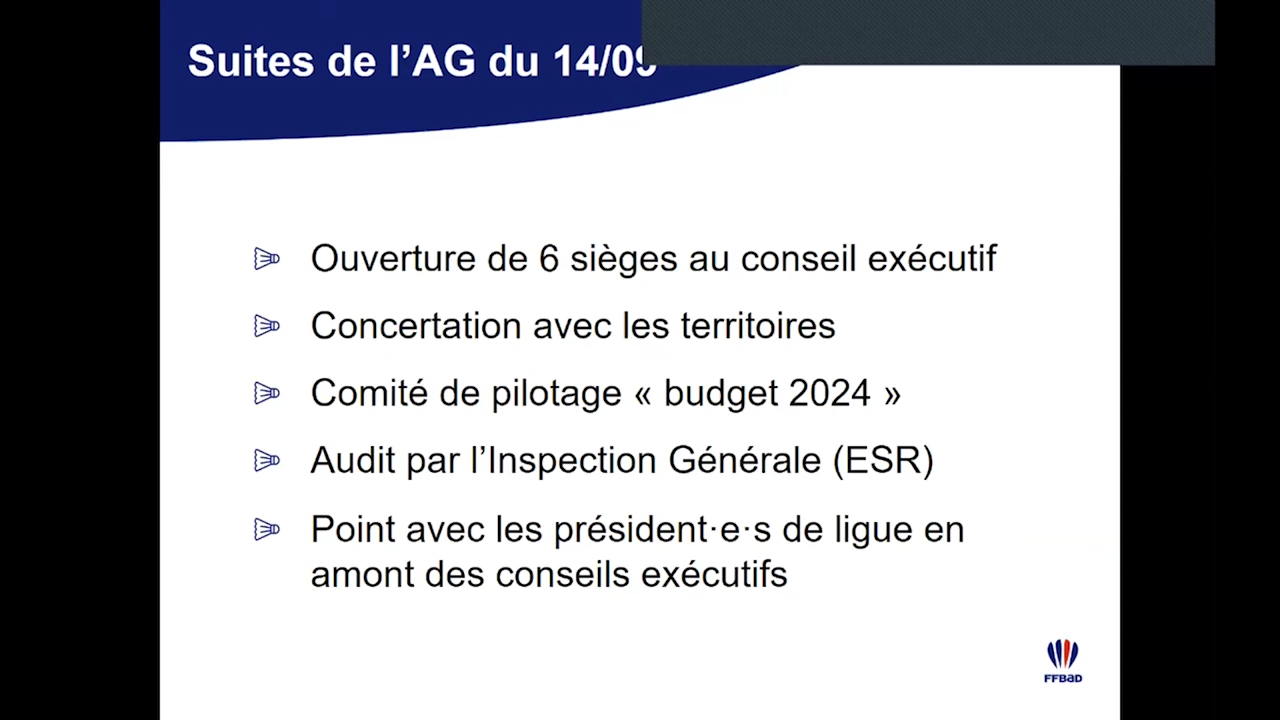 Suites de l’AG du 14/09
Ouverture de 6 sièges au conseil exécutif
Concertation avec les territoires
Comité de pilotage « budget 2024 »
Audit par l’Inspection Générale (ESR)
Point avec les président·e·s de ligue en
amont des conseils exécutifs
FFBaD